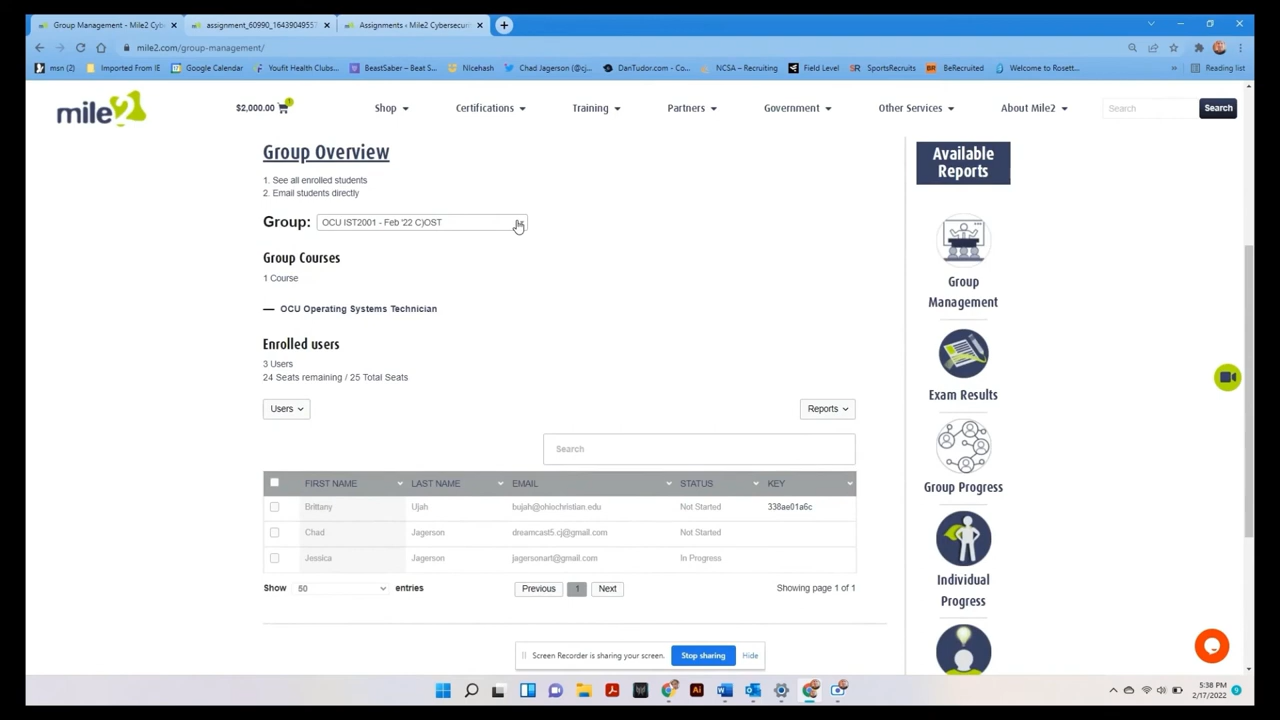 Group Management - Mile2 Cyb
assignment_60990_1643904955
Assignments ‹ Mile2 Cybersecuri
mile2.com/group-management/
msn (2)
Imported From IE
Google Calendar
Youfit Health Clubs...
BeastSaber – Beat S...
NIcehash
Chad Jagerson (@cj...
DanTudor.com - Co...
NCSA – Recruiting
Field Level
SportsRecruits
BeRecruited
Welcome to Rosett...
»
Reading list
mile2
$2,000.00
1
Shop
Certifications
Training
Partners
Government
Other Services
About Mile2
Search
Search
Group Overview
1. See all enrolled students
2. Email students directly
Group: OCU IST2001 - Feb '22 C)OST
Group Courses
1 Course
— OCU Operating Systems Technician
Enrolled users
3 Users
24 Seats remaining / 25 Total Seats
Users
Reports
Search
FIRST NAME LAST NAME EMAIL STATUS KEY
Brittany Ujah bujah@ohiochristian.edu Not Started 338ae01a6c
Chad Jagerson dreamcast5.cj@gmail.com Not Started
Jessica Jagerson jagersonart@gmail.com In Progress
Show 50 entries
Previous 1 Next
Showing page 1 of 1
Available
Reports
Group
Management
Exam Results
Group Progress
Individual
Progress
Screen Recorder is sharing your screen.
Stop sharing
Hide
5:38 PM
2/17/2022